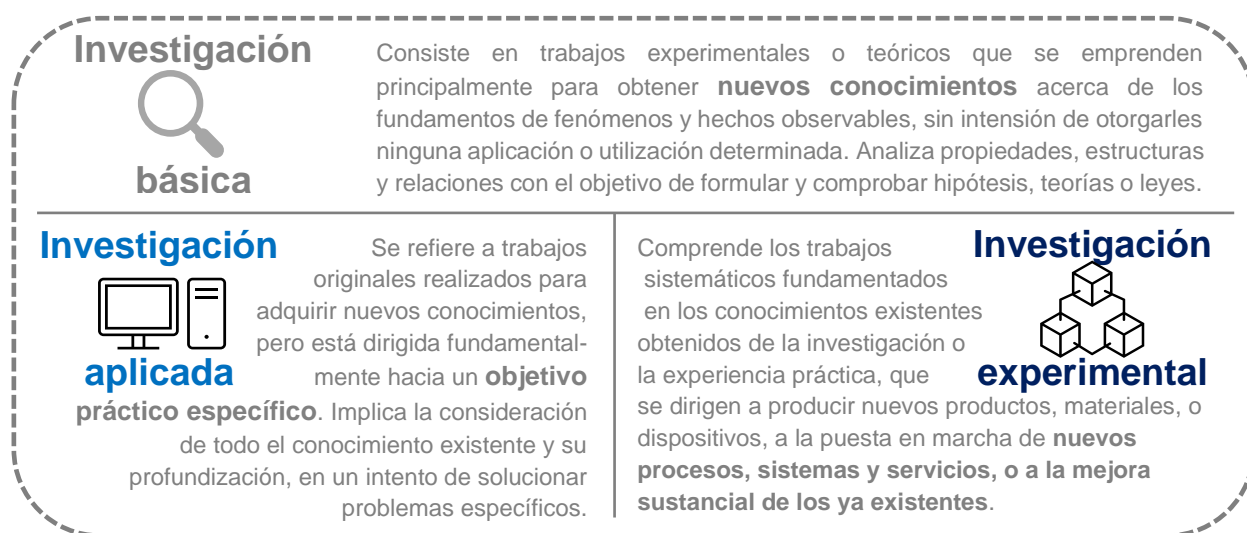 Investigación
básica
Consiste en trabajos experimentales o teóricos que se emprenden
principalmente para obtener nuevos conocimientos acerca de los
fundamentos de fenómenos y hechos observables, sin intensión de otorgarles
ninguna aplicación o utilización determinada. Analiza propiedades, estructuras
y relaciones con el objetivo de formular y comprobar hipótesis, teorías o leyes.
Investigación
aplicada
Se refiere a trabajos
originales realizados para
adquirir nuevos conocimientos,
pero está dirigida fundamental-
mente hacia un objetivo
práctico específico. Implica la consideración
de todo el conocimiento existente y su
profundización, en un intento de solucionar
problemas específicos.
Investigación
experimental
Comprende los trabajos
sistemáticos fundamentados
en los conocimientos existentes
obtenidos de la investigación o
la experiencia práctica, que
se dirigen a producir nuevos productos, materiales, o
dispositivos, a la puesta en marcha de nuevos
procesos, sistemas y servicios, o a la mejora
sustancial de los ya existentes.